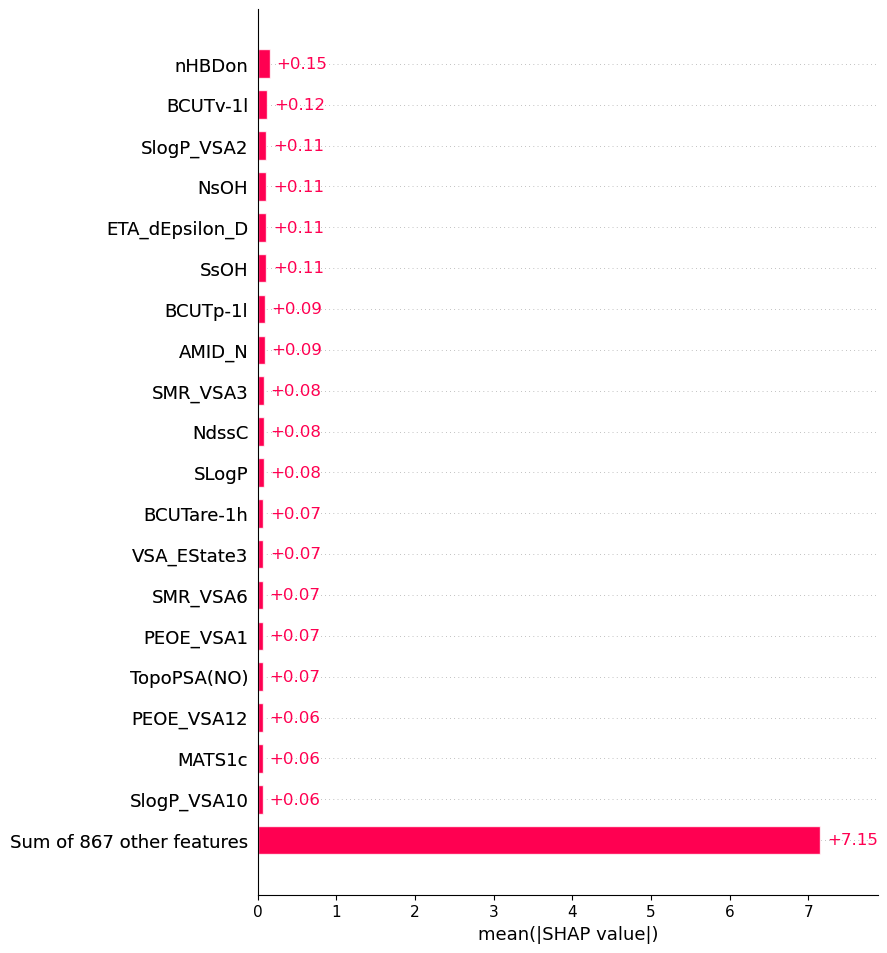 nHBDon +0.15
BCUTv-1l +0.12
SlogP_VSA2 +0.11
NsOH +0.11
ETA_dEpsilon_D +0.11
SsOH +0.11
BCUTp-1l +0.09
AMID_N +0.09
SMR_VSA3 +0.08
NdssC +0.08
SLogP +0.08
BCUTare-1h +0.07
VSA_EState3 +0.07
SMR_VSA6 +0.07
PEOE_VSA1 +0.07
TopoPSA(NO) +0.07
PEOE_VSA12 +0.06
MATS1c +0.06
SlogP_VSA10 +0.06
Sum of 867 other features +7.15
0 1 2 3 4 5 6 7
mean(|SHAP value|)